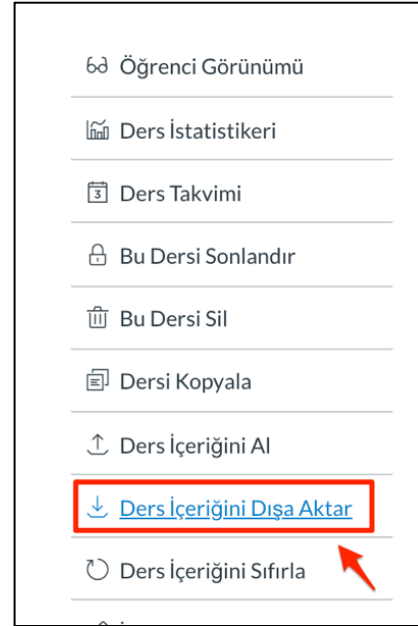 Öğrenci Görünümü
Ders İstatistikeri
3
Ders Takvimi
Bu Dersi Sonlandır
Bu Dersi Sil
Dersi Kopyala
Ders İçeriğini Al
Ders İçeriğini Dışa Aktar
Ders İçeriğini Sıfırla